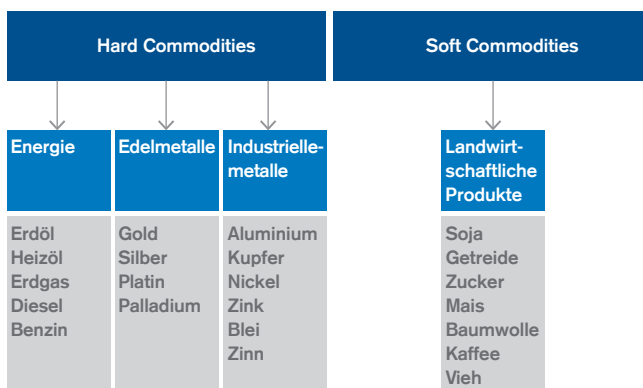 Hard Commodities
Soft Commodities
Energie
Edelmetalle
Industrielle-
metalle
Landwirt-
schaftliche
Produkte
Erdöl
Heizöl
Erdgas
Diesel
Benzin
Gold
Silber
Platin
Palladium
Aluminium
Kupfer
Nickel
Zink
Blei
Zinn
Soja
Getreide
Zucker
Mais
Baumwolle
Kaffee
Vieh